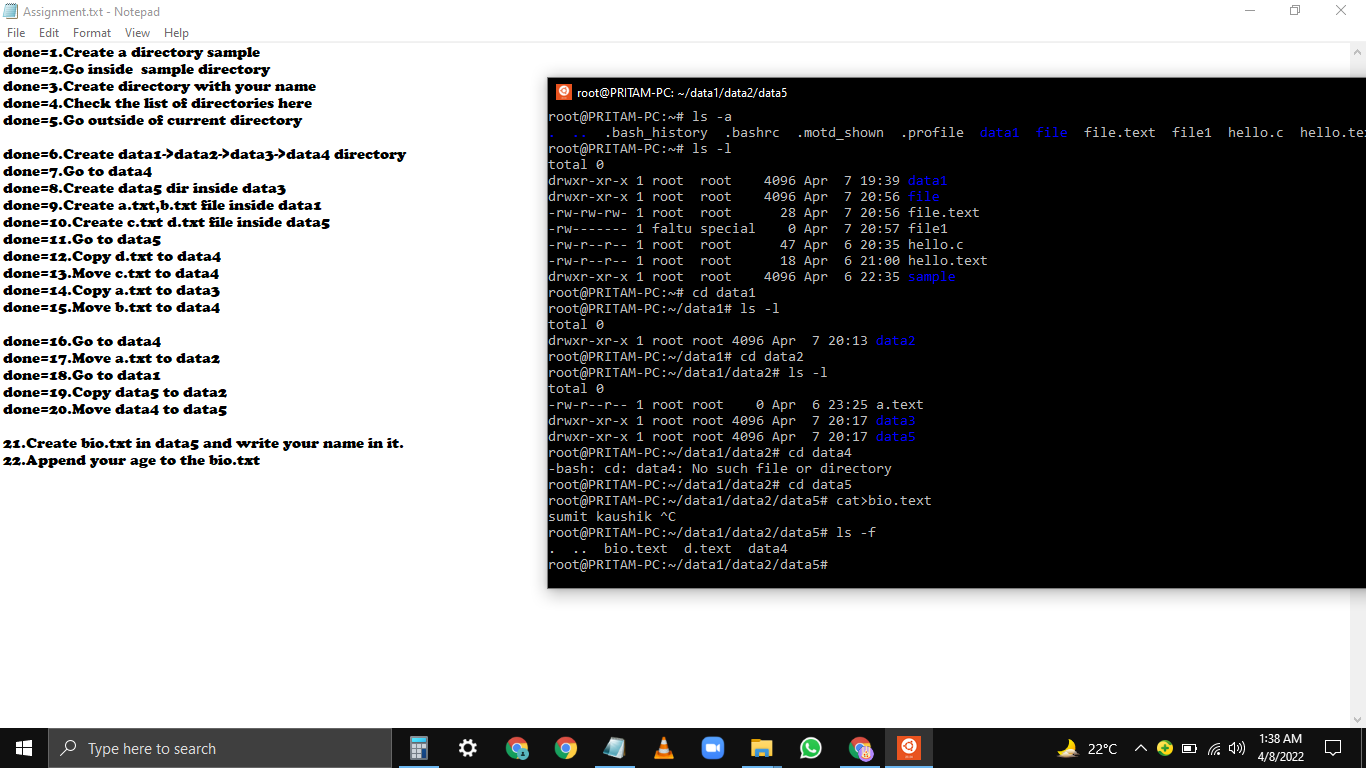 Assignment.txt - Notepad
File Edit Format View Help
done=1.Create a directory sample
done=2.Go inside  sample directory
done=3.Create directory with your name
done=4.Check the list of directories here
done=5.Go outside of current directory
done=6.Create data1->data2->data3->data4 directory
done=7.Go to data4
done=8.Create data5 dir inside data3
done=9.Create a.txt,b.txt file inside data1
done=10.Create c.txt d.txt file inside data5
done=11.Go to data5
done=12.Copy d.txt to data4
done=13.Move c.txt to data4
done=14.Copy a.txt to data3
done=15.Move b.txt to data4
done=16.Go to data4
done=17.Move a.txt to data2
done=18.Go to data1
done=19.Copy data5 to data2
done=20.Move data4 to data5
21.Create bio.txt in data5 and write your name in it.
22.Append your age to the bio.txt
root@PRITAM-PC: ~/data1/data2/data5
root@PRITAM-PC:~# ls -a
.  ..  .bash_history  .bashrc  .motd_shown  .profile  data1  file  file.text  file1  hello.c  hello.te
root@PRITAM-PC:~# ls -l
total 0
drwxr-xr-x 1 root  root    4096 Apr  7 19:39 data1
drwxr-xr-x 1 root  root    4096 Apr  7 20:56 file
-rw-rw-rw- 1 root  root      28 Apr  7 20:56 file.text
-rw------- 1 faltu special    0 Apr  7 20:57 file1
-rw-r--r-- 1 root  root      47 Apr  6 20:35 hello.c
-rw-r--r-- 1 root  root      18 Apr  6 21:00 hello.text
drwxr-xr-x 1 root  root    4096 Apr  6 22:35 sample
root@PRITAM-PC:~# cd data1
root@PRITAM-PC:~/data1# ls -l
total 0
drwxr-xr-x 1 root root 4096 Apr  7 20:13 data2
root@PRITAM-PC:~/data1# cd data2
root@PRITAM-PC:~/data1/data2# ls -l
total 0
-rw-r--r-- 1 root root    0 Apr  6 23:25 a.text
drwxr-xr-x 1 root root 4096 Apr  7 20:17 data3
drwxr-xr-x 1 root root 4096 Apr  7 20:17 data5
root@PRITAM-PC:~/data1/data2# cd data4
-bash: cd: data4: No such file or directory
root@PRITAM-PC:~/data1/data2# cd data5
root@PRITAM-PC:~/data1/data2/data5# cat>bio.text
sumit kaushik ^C
root@PRITAM-PC:~/data1/data2/data5# ls -f
.  ..  bio.text  d.text  data4
root@PRITAM-PC:~/data1/data2/data5#
Type here to search
22°C
1:38 AM
4/8/2022